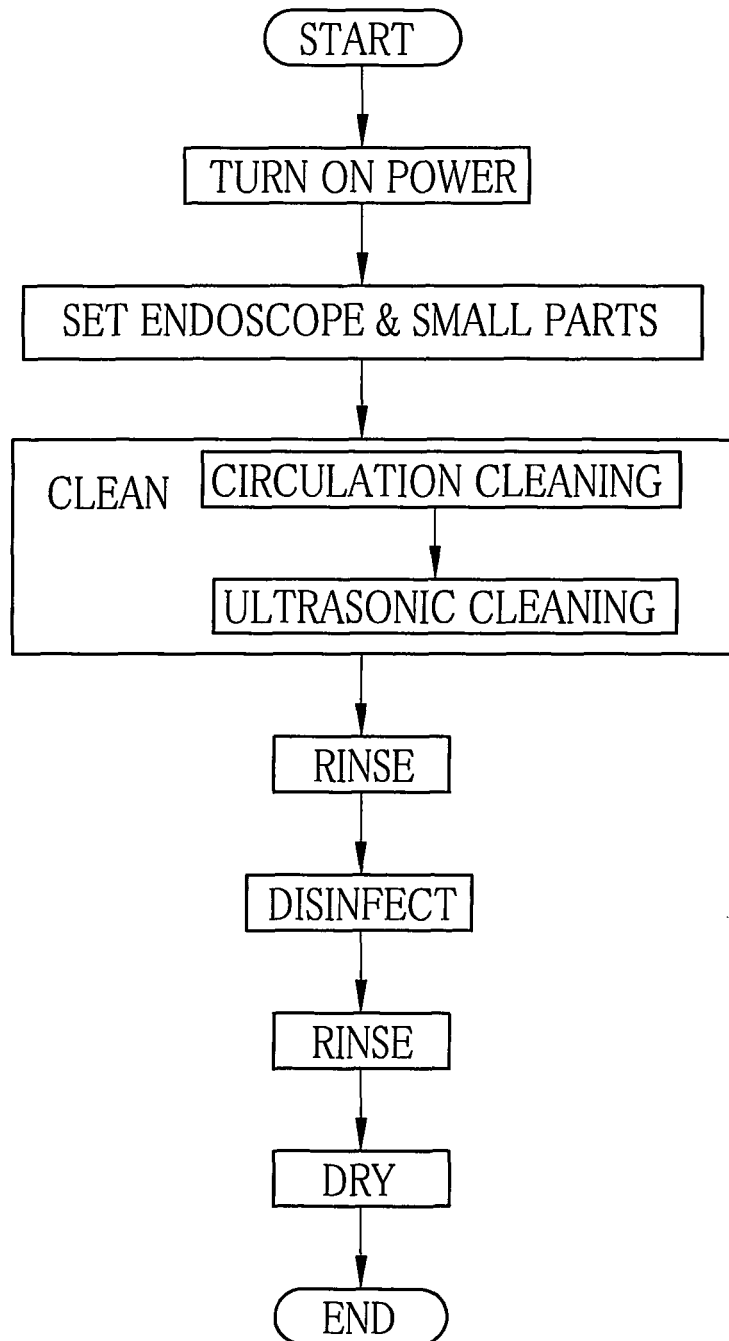 START
TURN ON POWER
SET ENDOSCOPE & SMALL PARTS
CLEAN
CIRCULATION CLEANING
ULTRASONIC CLEANING
RINSE
DISINFECT
RINSE
DRY
END